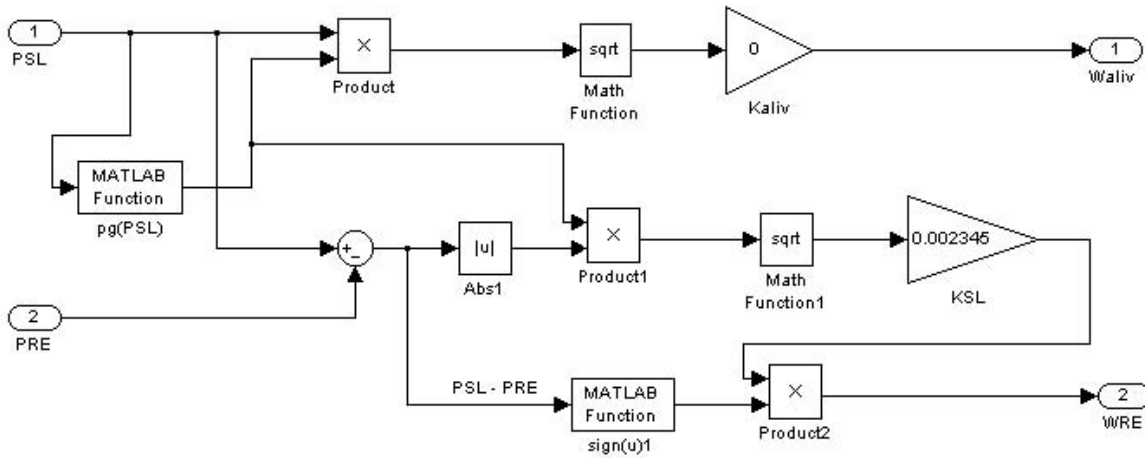 1
PSL
×
Product
sqrt
Math
Function
0
Kaliv
1
Waliv
MATLAB
Function
pg(PSL)
+
-
|u|
Abs1
×
Product1
sqrt
Math
Function1
0.002345
KSL
2
PRE
PSL - PRE
MATLAB
Function
sign(u)1
×
Product2
2
WRE